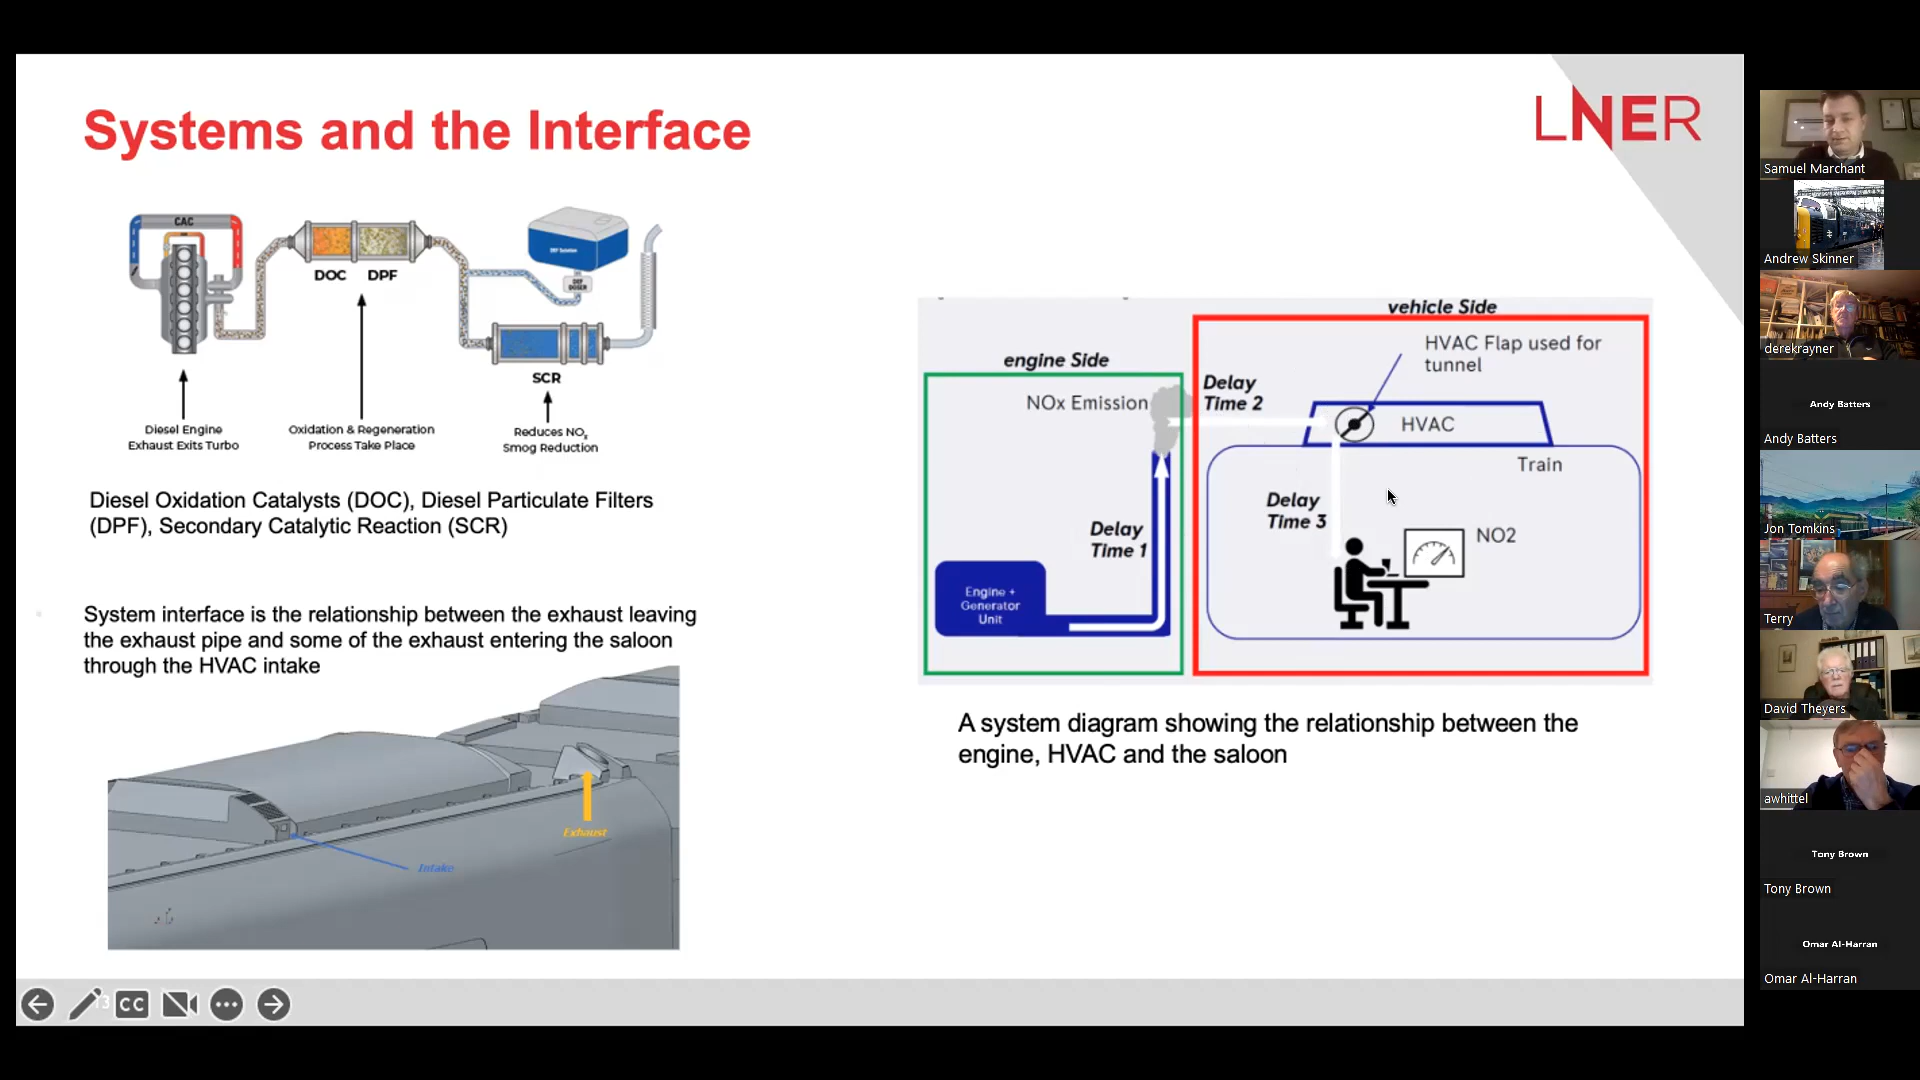 Systems and the Interface
LNER
CAC
DOC DPF
DEF Solution
DEF
DOSER
SCR
Diesel Engine
Exhaust Exits Turbo
Oxidation & Regeneration
Process Take Place
Reduces NOx
Smog Reduction
Diesel Oxidation Catalysts (DOC), Diesel Particulate Filters
(DPF), Secondary Catalytic Reaction (SCR)
System interface is the relationship between the exhaust leaving
the exhaust pipe and some of the exhaust entering the saloon
through the HVAC intake
Exhaust
Intake
engine Side
NOx Emission
Delay
Time 1
Engine +
Generator
Unit
vehicle Side
Delay
Time 2
HVAC Flap used for
tunnel
HVAC
Train
Delay
Time 3
NO2
A system diagram showing the relationship between the
engine, HVAC and the saloon
13
CC
Samuel Marchant
Andrew Skinner
derekrayner
Andy Batters
Andy Batters
Jon Tomkins
Terry
David Theyers
awhittel
Tony Brown
Tony Brown
Omar Al-Harran
Omar Al-Harran